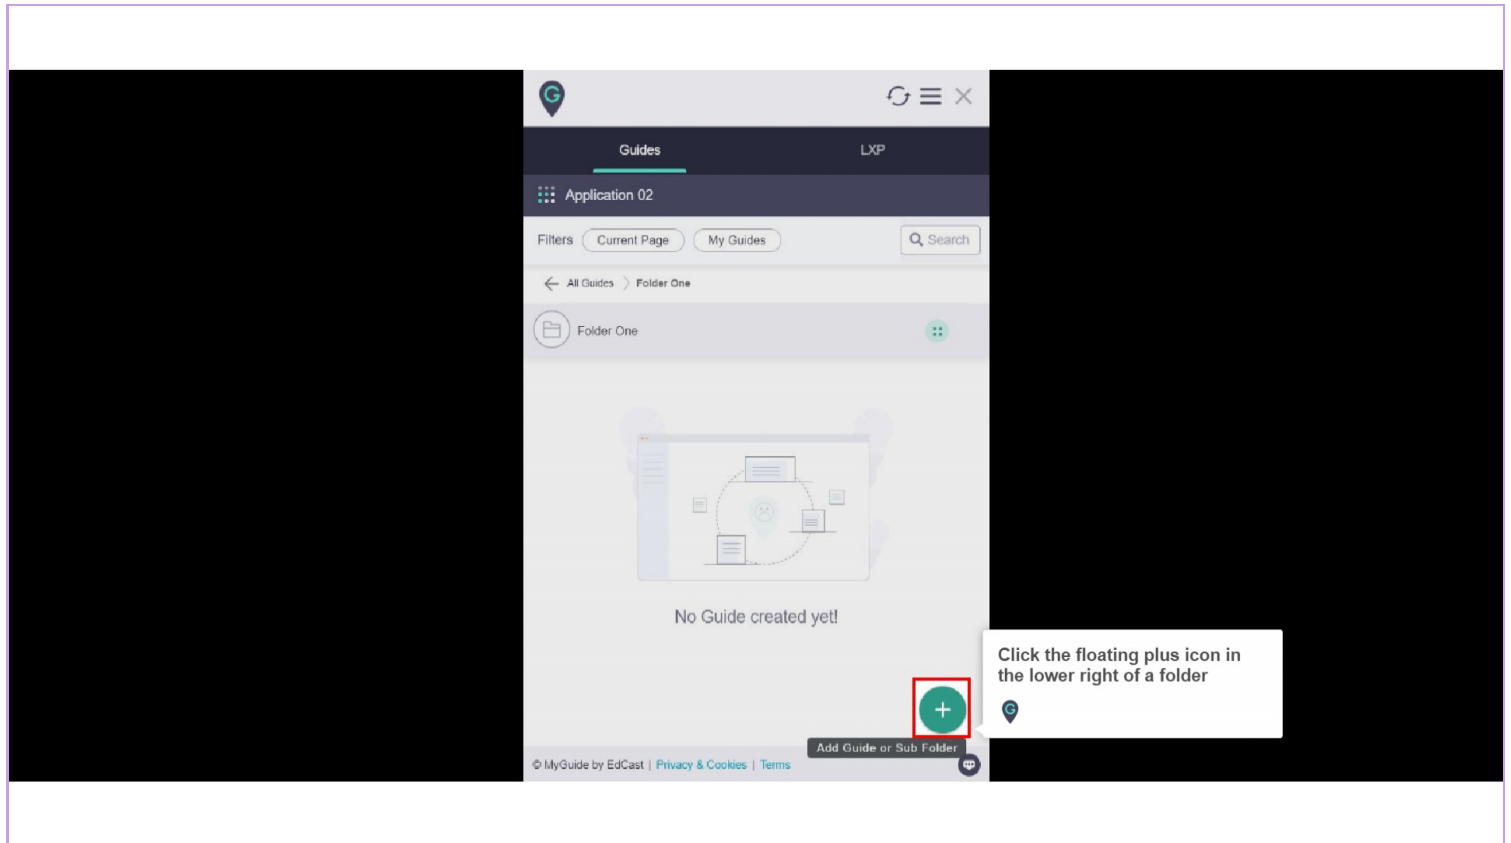 G
Guides LXP
Application 02
Filters Current Page My Guides Search
All Guides Folder One
Folder One
No Guide created yet!
Click the floating plus icon in
the lower right of a folder
G
+
Add Guide or Sub Folder
© MyGuide by EdCast | Privacy & Cookies | Terms